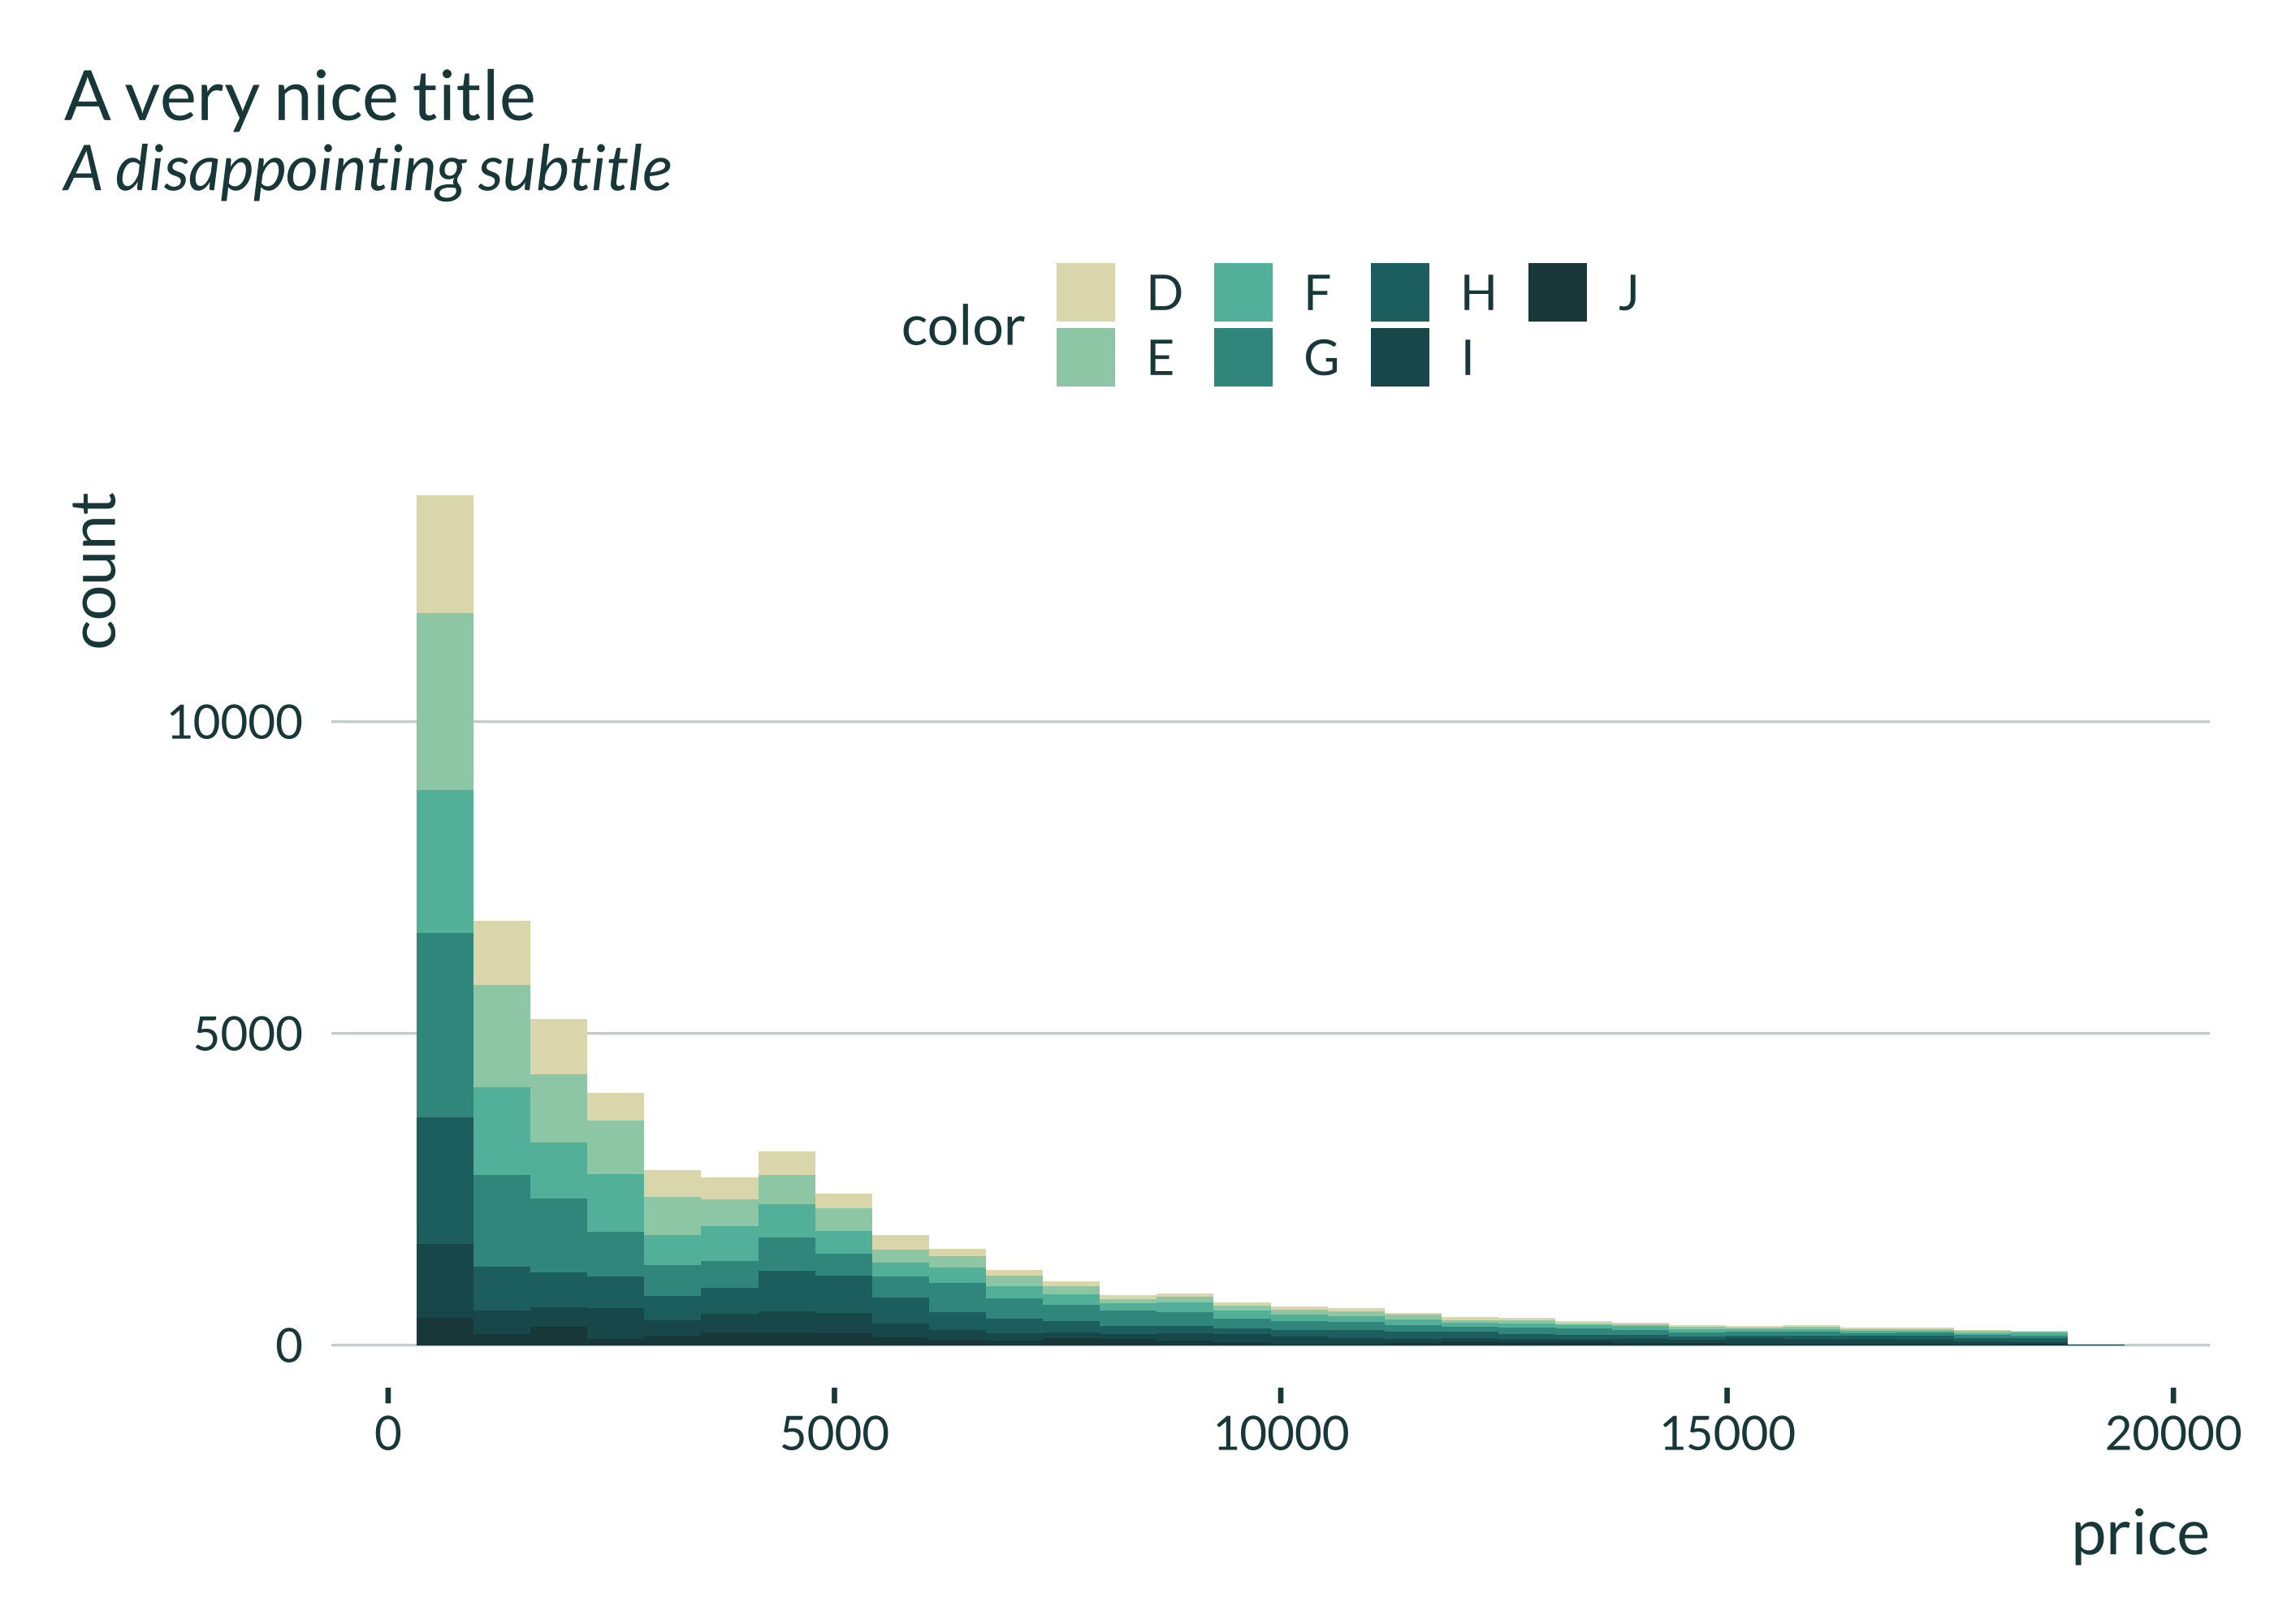 A very nice title
A disappointing subtitle
color
D F H J
E G I
count
10000
5000
0
0 5000 10000 15000 20000
price